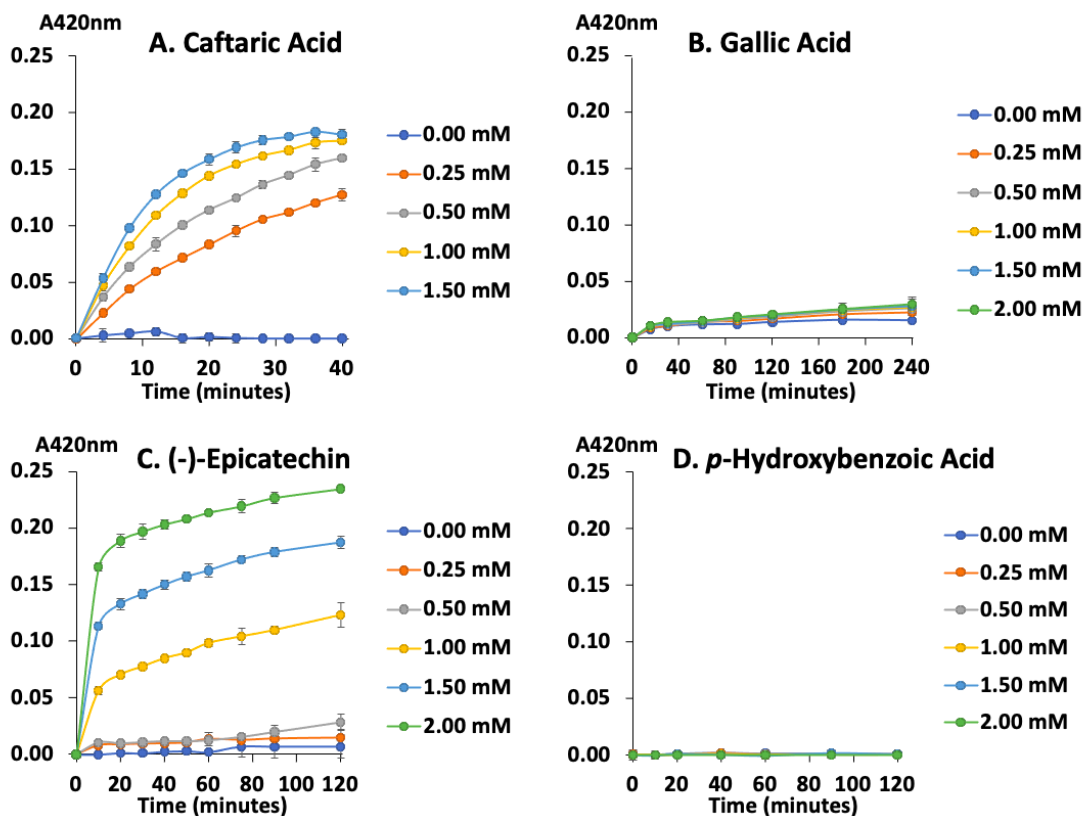 A420nm
A. Caftaric Acid
0.25
0.20
0.15
0.10
0.05
0.00
0 10 20 30 40
Time (minutes)
0.00 mM
0.25 mM
0.50 mM
1.00 mM
1.50 mM
A420nm
B. Gallic Acid
0.25
0.20
0.15
0.10
0.05
0.00
0 40 80 120 160 200 240
Time (minutes)
0.00 mM
0.25 mM
0.50 mM
1.00 mM
1.50 mM
2.00 mM
A420nm
C. (-)-Epicatechin
0.25
0.20
0.15
0.10
0.05
0.00
0 20 40 60 80 100 120
Time (minutes)
0.00 mM
0.25 mM
0.50 mM
1.00 mM
1.50 mM
2.00 mM
A420nm
D. p-Hydroxybenzoic Acid
0.25
0.20
0.15
0.10
0.05
0.00
0 20 40 60 80 100 120
Time (minutes)
0.00 mM
0.25 mM
0.50 mM
1.00 mM
1.50 mM
2.00 mM